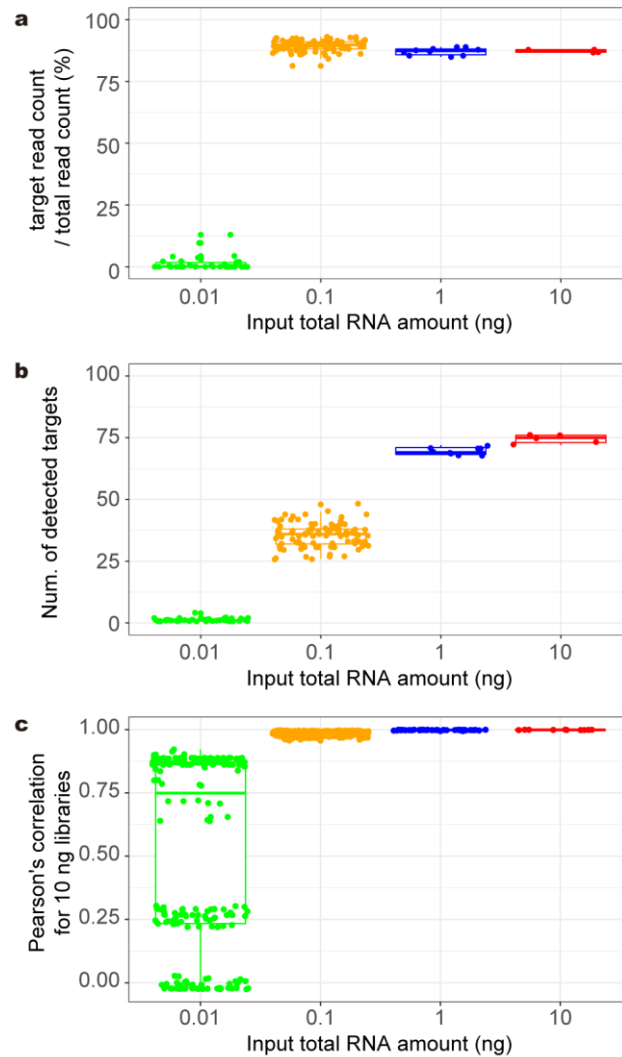 a
target read count
/ total read count (%)
100
75
50
25
0
0.01 0.1 1 10
Input total RNA amount (ng)
b
Num. of detected targets
100
75
50
25
0
0.01 0.1 1 10
Input total RNA amount (ng)
c
Pearson's correlation
for 10 ng libraries
1.00
0.75
0.50
0.25
0.00
0.01 0.1 1 10
Input total RNA amount (ng)